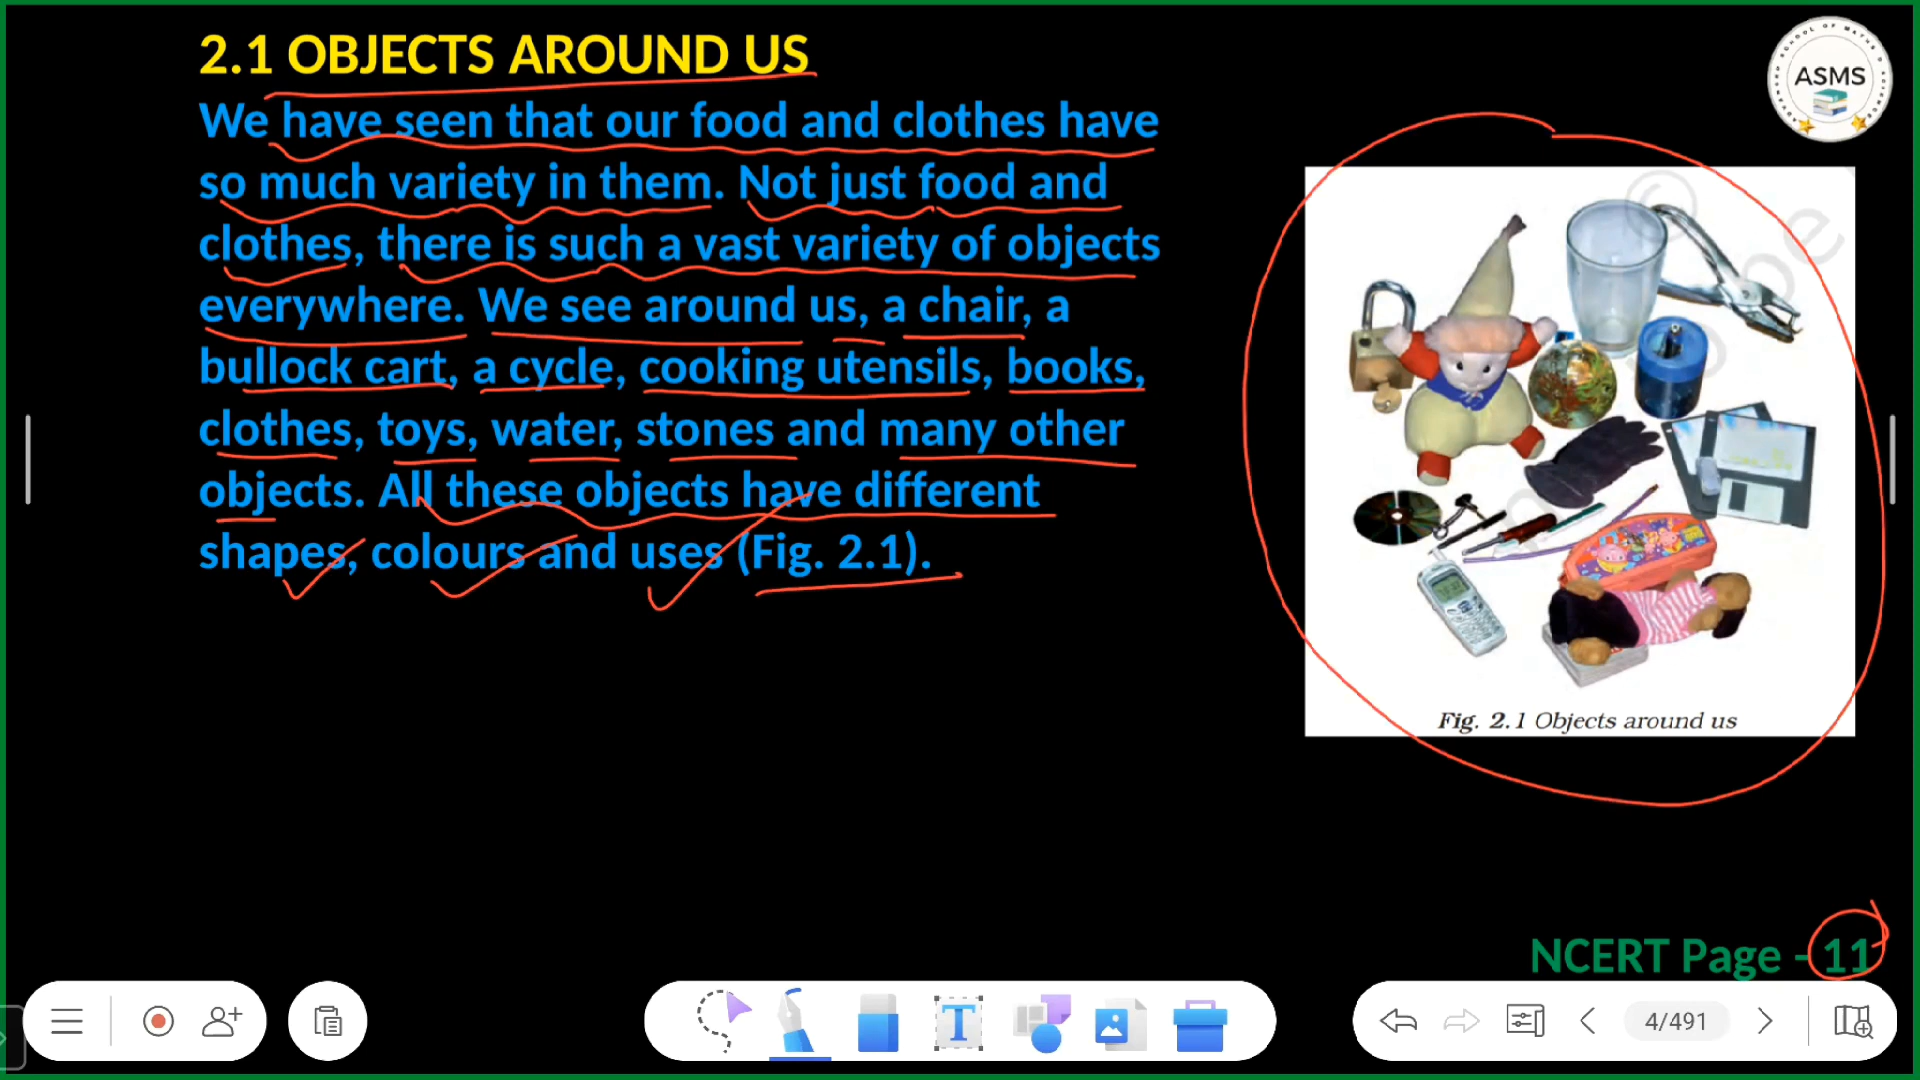 2.1 OBJECTS AROUND US
We have seen that our food and clothes have
so much variety in them. Not just food and
clothes, there is such a vast variety of objects
everywhere. We see around us, a chair, a
bullock cart, a cycle, cooking utensils, books,
clothes, toys, water, stones and many other
objects. All these objects have different
shapes, colours and uses (Fig. 2.1).
ASMS
Fig. 2.1 Objects around us
NCERT Page - 11
T
4/491